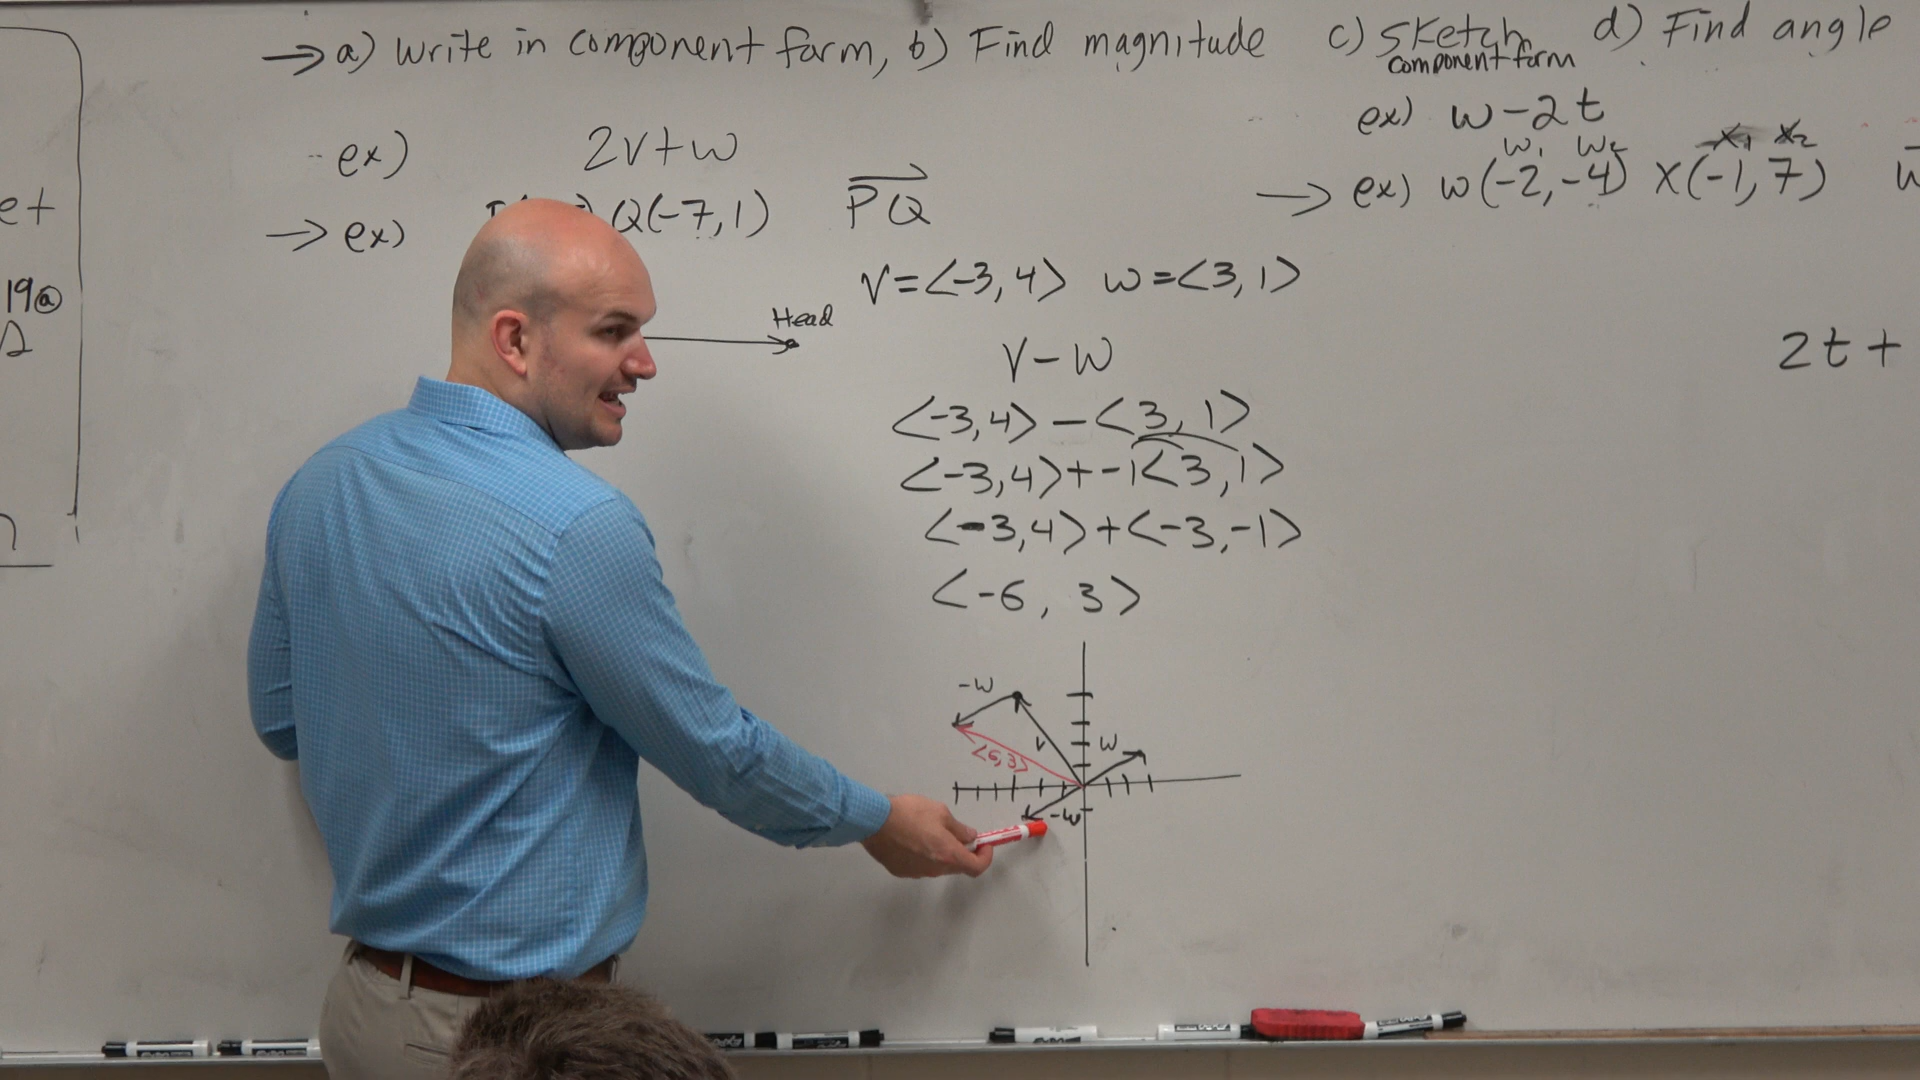 → a) Write in component form, b) Find magnitude c) Sketch component form d) Find angle
ex) 2v+w
→ ex) Q(-7,1) PQ
ex) w-2t
w₁ w₂ x₁ x₂
→ ex) w(-2,-4) x(-1,7)
et
19@
Head
v=<-3,4> w=<3,1>
2t+
v-w
<-3,4>-<3,1>
<-3,4>+-1<3,1>
<-3,4>+<-3,-1>
<-6, 3>
-w
v
w
<6,3>
-w